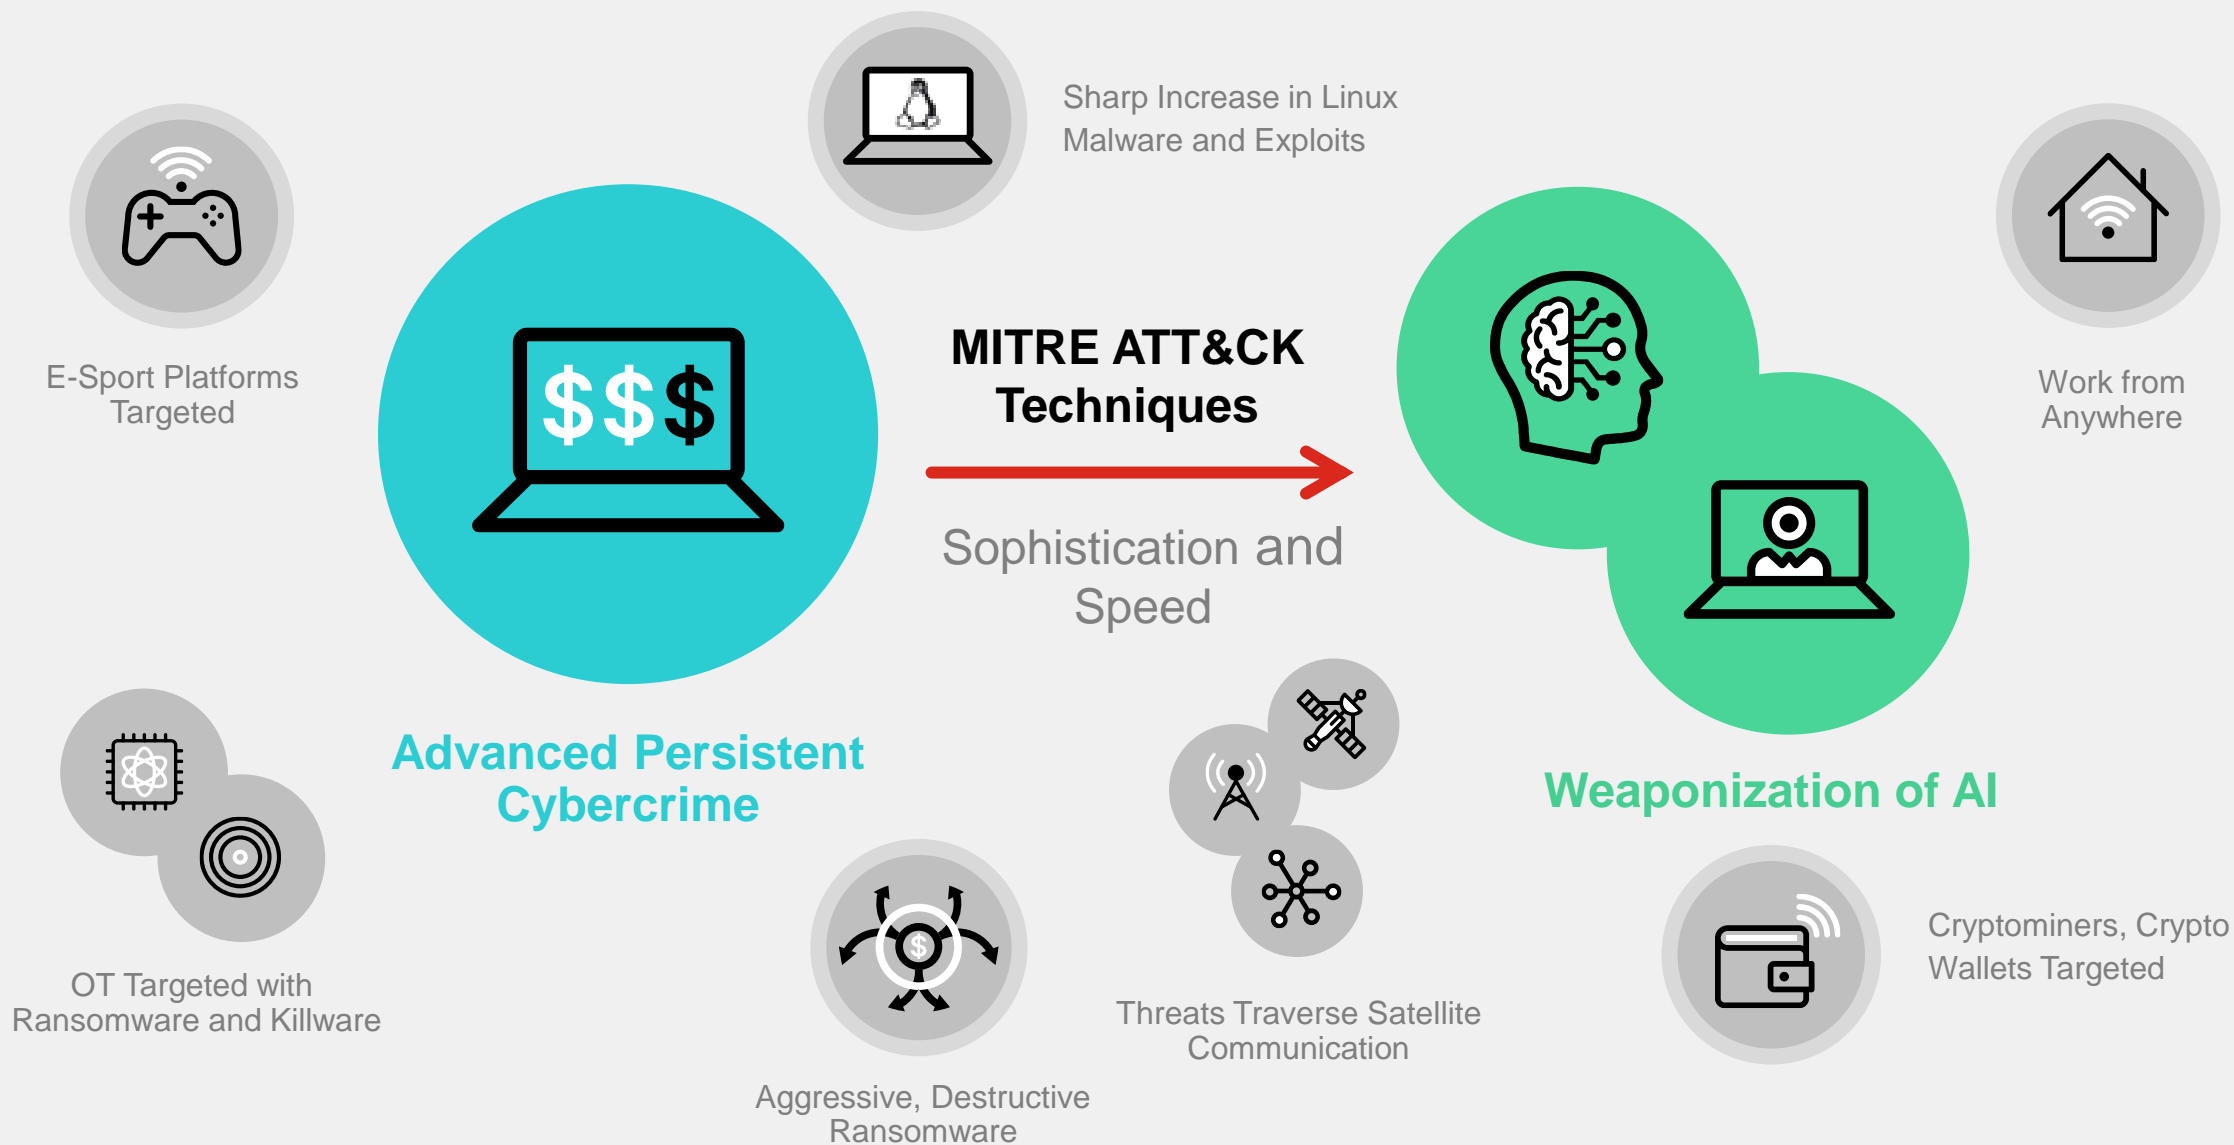 Sharp Increase in Linux
Malware and Exploits
E-Sport Platforms
Targeted
$$$
MITRE ATT&CK
Techniques
Sophistication and
Speed
Work from
Anywhere
Advanced Persistent
Cybercrime
Weaponization of AI
OT Targeted with
Ransomware and Killware
$
Aggressive, Destructive
Ransomware
Threats Traverse Satellite
Communication
Cryptominers, Crypto
Wallets Targeted